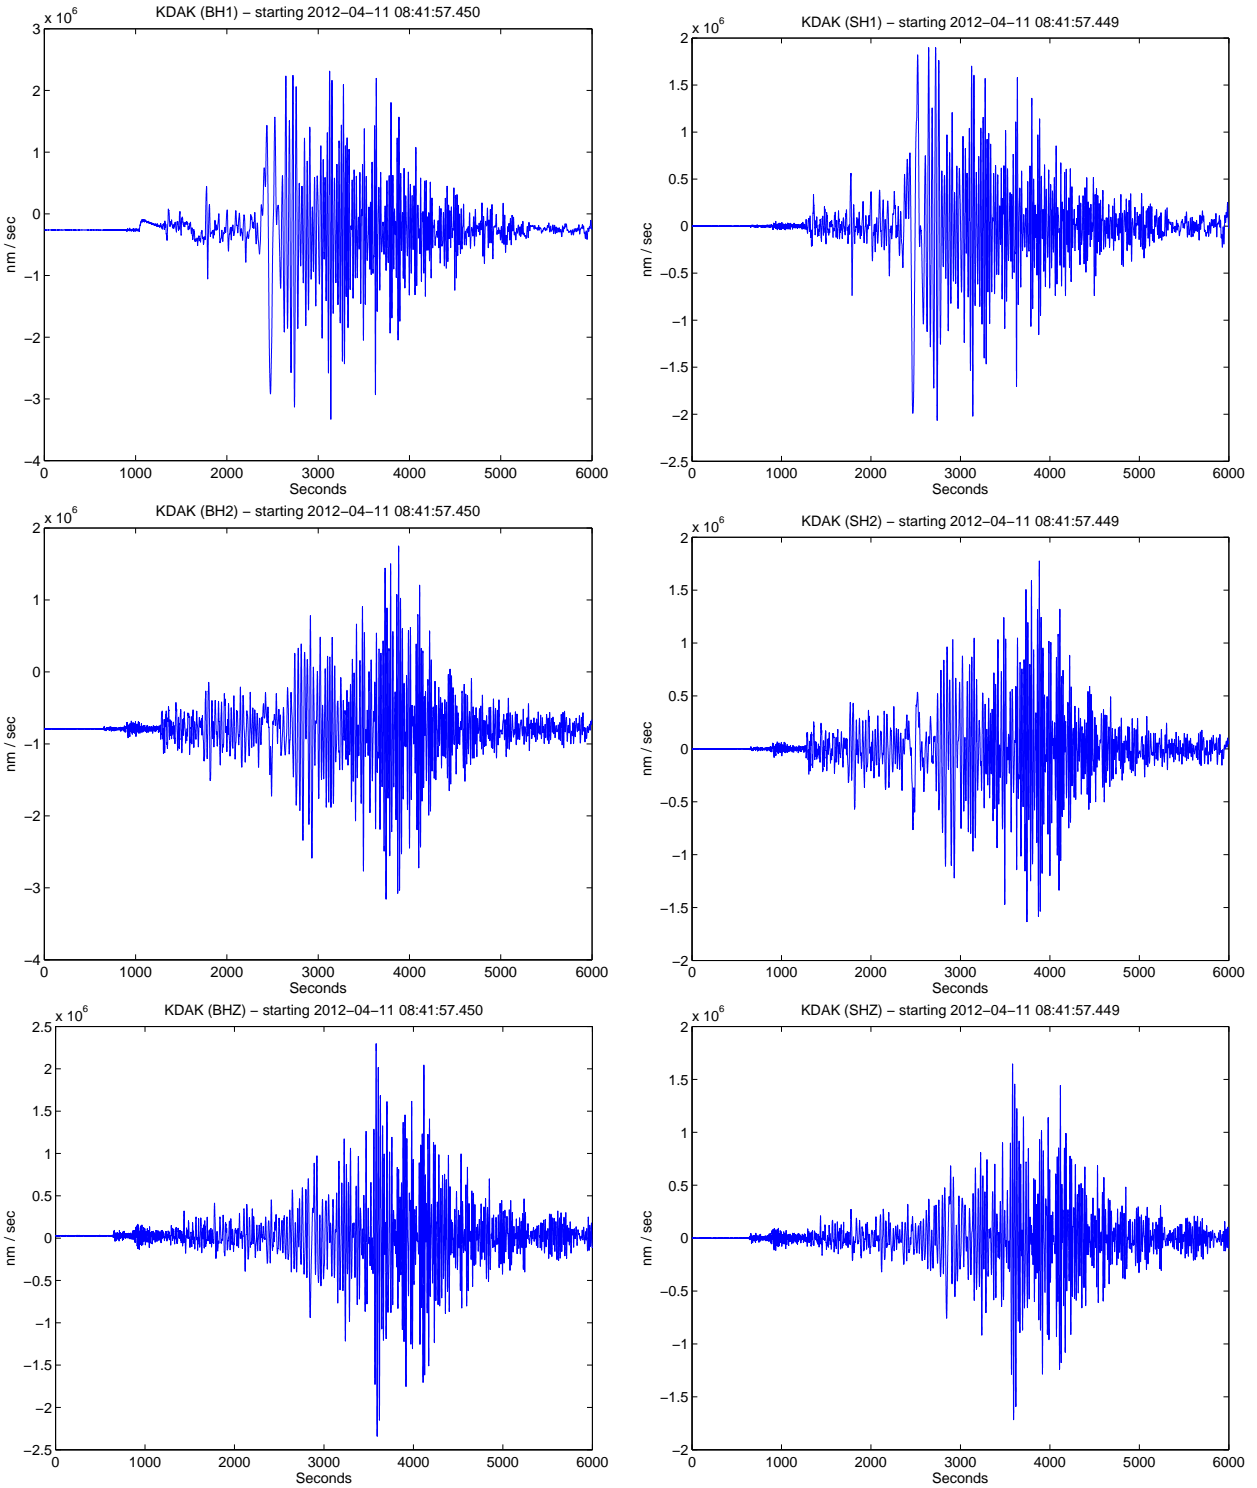 KDAK (BH1) − starting 2012−04−11 08:41:57.450
x 10^6
3
2
1
0
−1
−2
−3
−4
nm / sec
0 1000 2000 3000 4000 5000 6000
Seconds
KDAK (SH1) − starting 2012−04−11 08:41:57.449
x 10^6
2
1.5
1
0.5
0
−0.5
−1
−1.5
−2
−2.5
nm / sec
0 1000 2000 3000 4000 5000 6000
Seconds
KDAK (BH2) − starting 2012−04−11 08:41:57.450
x 10^6
2
1
0
−1
−2
−3
−4
nm / sec
0 1000 2000 3000 4000 5000 6000
Seconds
KDAK (SH2) − starting 2012−04−11 08:41:57.449
x 10^6
2
1.5
1
0.5
0
−0.5
−1
−1.5
−2
nm / sec
0 1000 2000 3000 4000 5000 6000
Seconds
KDAK (BHZ) − starting 2012−04−11 08:41:57.450
x 10^6
2.5
2
1.5
1
0.5
0
−0.5
−1
−1.5
−2
−2.5
nm / sec
0 1000 2000 3000 4000 5000 6000
Seconds
KDAK (SHZ) − starting 2012−04−11 08:41:57.449
x 10^6
2
1.5
1
0.5
0
−0.5
−1
−1.5
−2
nm / sec
0 1000 2000 3000 4000 5000 6000
Seconds